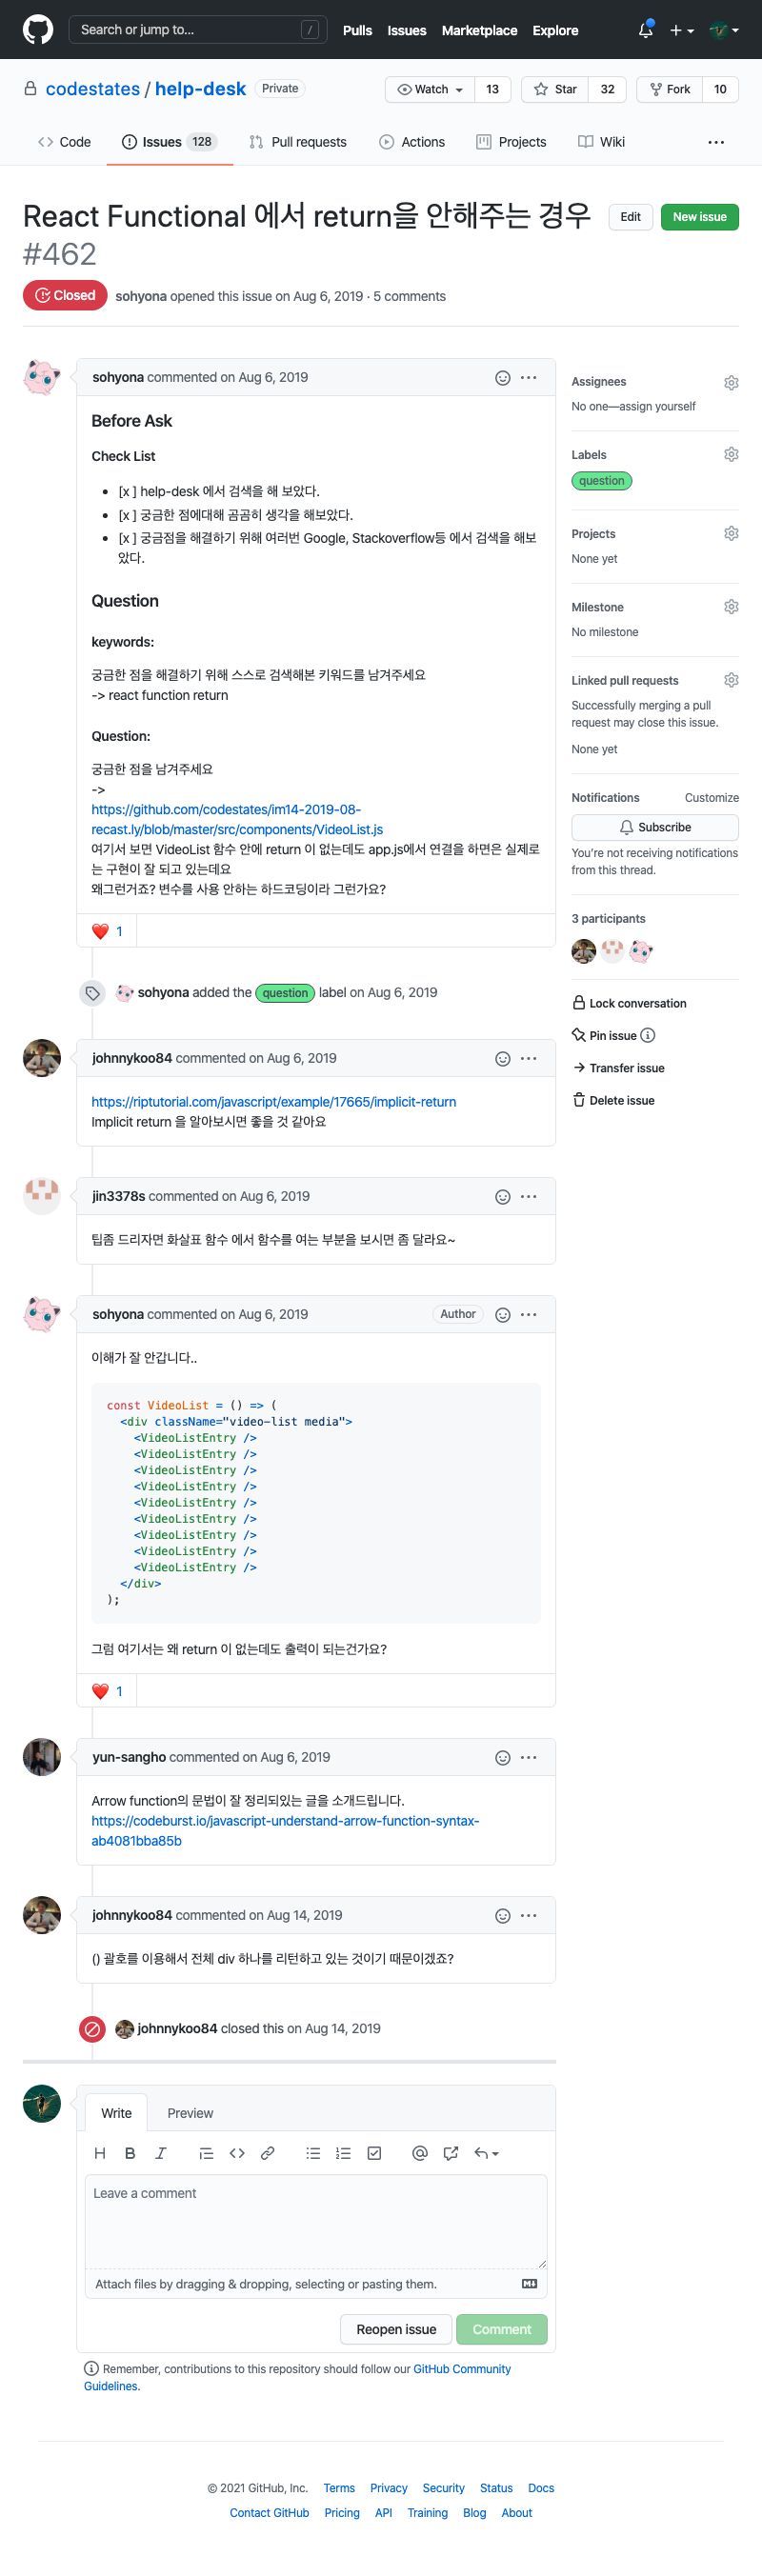 Search or jump to...
/
Pulls Issues Marketplace Explore
codestates / help-desk Private
Watch 13 Star 32 Fork 10
Code Issues 128 Pull requests Actions Projects Wiki
React Functional 에서 return을 안해주는 경우
#462
Edit New issue
Closed sohyona opened this issue on Aug 6, 2019 · 5 comments
sohyona commented on Aug 6, 2019
Before Ask
Check List
[x ] help-desk 에서 검색을 해 보았다.
[x ] 궁금한 점에대해 곰곰히 생각을 해보았다.
[x ] 궁금점을 해결하기 위해 여러번 Google, Stackoverflow등 에서 검색을 해보
았다.
Question
keywords:
궁금한 점을 해결하기 위해 스스로 검색해본 키워드를 남겨주세요
-> react function return
Question:
궁금한 점을 남겨주세요
->
https://github.com/codestates/im14-2019-08-
recast.ly/blob/master/src/components/VideoList.js
여기서 보면 VideoList 함수 안에 return 이 없는데도 app.js에서 연결을 하면은 실제로
는 구현이 잘 되고 있는데요
왜그런거죠? 변수를 사용 안하는 하드코딩이라 그런가요?
❤️ 1
sohyona added the question label on Aug 6, 2019
johnnykoo84 commented on Aug 6, 2019
https://riptutorial.com/javascript/example/17665/implicit-return
Implicit return 을 알아보시면 좋을 것 같아요
jin3378s commented on Aug 6, 2019
팁좀 드리자면 화살표 함수 에서 함수를 여는 부분을 보시면 좀 달라요~
sohyona commented on Aug 6, 2019 Author
이해가 잘 안갑니다..
const VideoList = () => (
<div className="video-list media">
<VideoListEntry />
<VideoListEntry />
<VideoListEntry />
<VideoListEntry />
<VideoListEntry />
<VideoListEntry />
<VideoListEntry />
<VideoListEntry />
<VideoListEntry />
</div>
);
그럼 여기서는 왜 return 이 없는데도 출력이 되는건가요?
❤️ 1
yun-sangho commented on Aug 6, 2019
Arrow function의 문법이 잘 정리되있는 글을 소개드립니다.
https://codeburst.io/javascript-understand-arrow-function-syntax-
ab4081bba85b
johnnykoo84 commented on Aug 14, 2019
() 괄호를 이용해서 전체 div 하나를 리턴하고 있는 것이기 때문이겠죠?
johnnykoo84 closed this on Aug 14, 2019
Write Preview
Leave a comment
Attach files by dragging & dropping, selecting or pasting them.
Reopen issue Comment
Remember, contributions to this repository should follow our GitHub Community
Guidelines.
Assignees
No one—assign yourself
Labels
question
Projects
None yet
Milestone
No milestone
Linked pull requests
Successfully merging a pull
request may close this issue.
None yet
Notifications Customize
Subscribe
You're not receiving notifications
from this thread.
3 participants
Lock conversation
Pin issue
Transfer issue
Delete issue
© 2021 GitHub, Inc. Terms Privacy Security Status Docs
Contact GitHub Pricing API Training Blog About